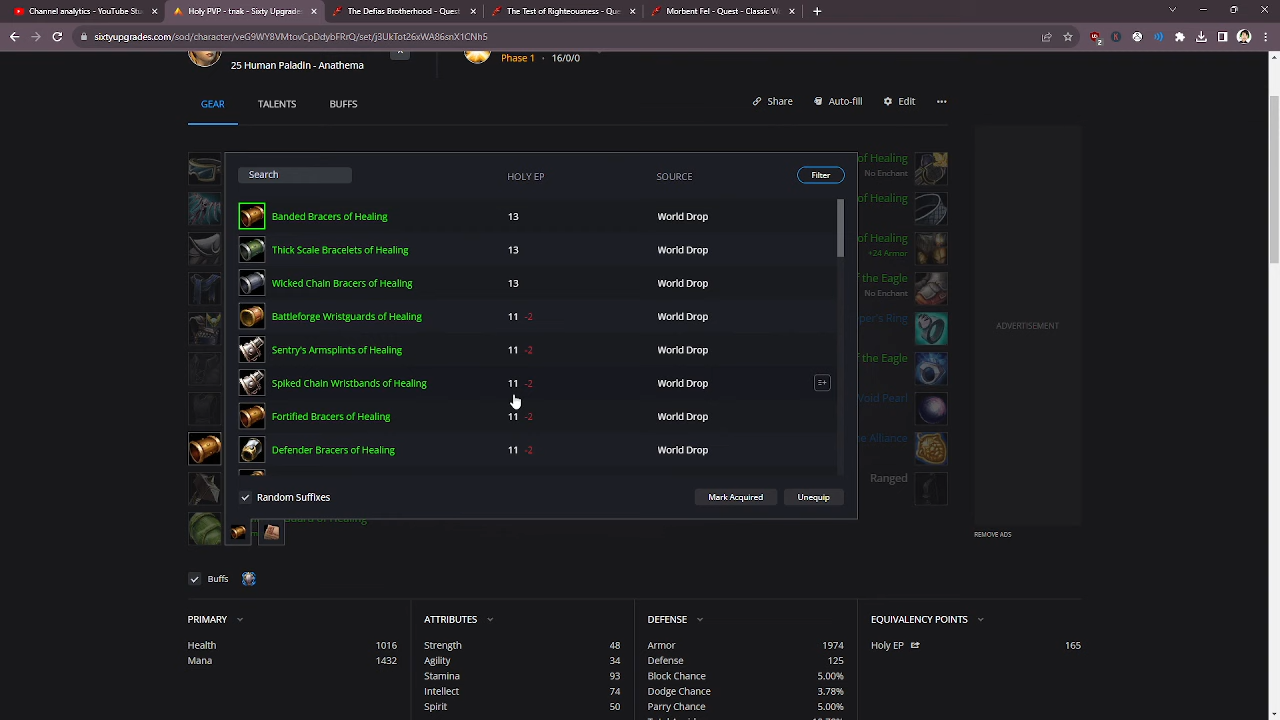 Channel analytics - YouTube Stu
Holy PVP - trak - Sixty Upgrades
The Defias Brotherhood - Quest
The Test of Righteousness - Que
Morbent Fel - Quest - Classic W
sixtyupgrades.com/sod/character/veG9WY8VMtovCpDdybFRrQ/set/j3UkTot26xWA86snX1CNh5
25 Human Paladin - Anathema
Phase 1 · 16/0/0
GEAR TALENTS BUFFS Share Auto-fill Edit
Search HOLY EP SOURCE Filter
Banded Bracers of Healing 13 World Drop
Thick Scale Bracelets of Healing 13 World Drop
Wicked Chain Bracers of Healing 13 World Drop
Battleforge Wristguards of Healing 11 -2 World Drop
Sentry's Armsplints of Healing 11 -2 World Drop
Spiked Chain Wristbands of Healing 11 -2 World Drop
Fortified Bracers of Healing 11 -2 World Drop
Defender Bracers of Healing 11 -2 World Drop
Random Suffixes Mark Acquired Unequip
of Healing
No Enchant
of Healing
of Healing
+24 Armor
the Eagle
No Enchant
per's Ring
f the Eagle
Void Pearl
he Alliance
Ranged
ADVERTISEMENT
REMOVE ADS
of Healing
Buffs
PRIMARY ATTRIBUTES DEFENSE EQUIVALENCY POINTS
Health 1016 Strength 48 Armor 1974 Holy EP 165
Mana 1432 Agility 34 Defense 125
Stamina 93 Block Chance 5.00%
Intellect 74 Dodge Chance 3.78%
Spirit 50 Parry Chance 5.00%